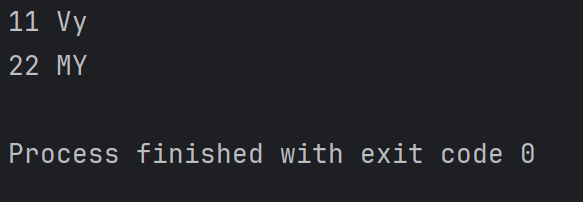 11 Vy
22 MY
Process finished with exit code 0